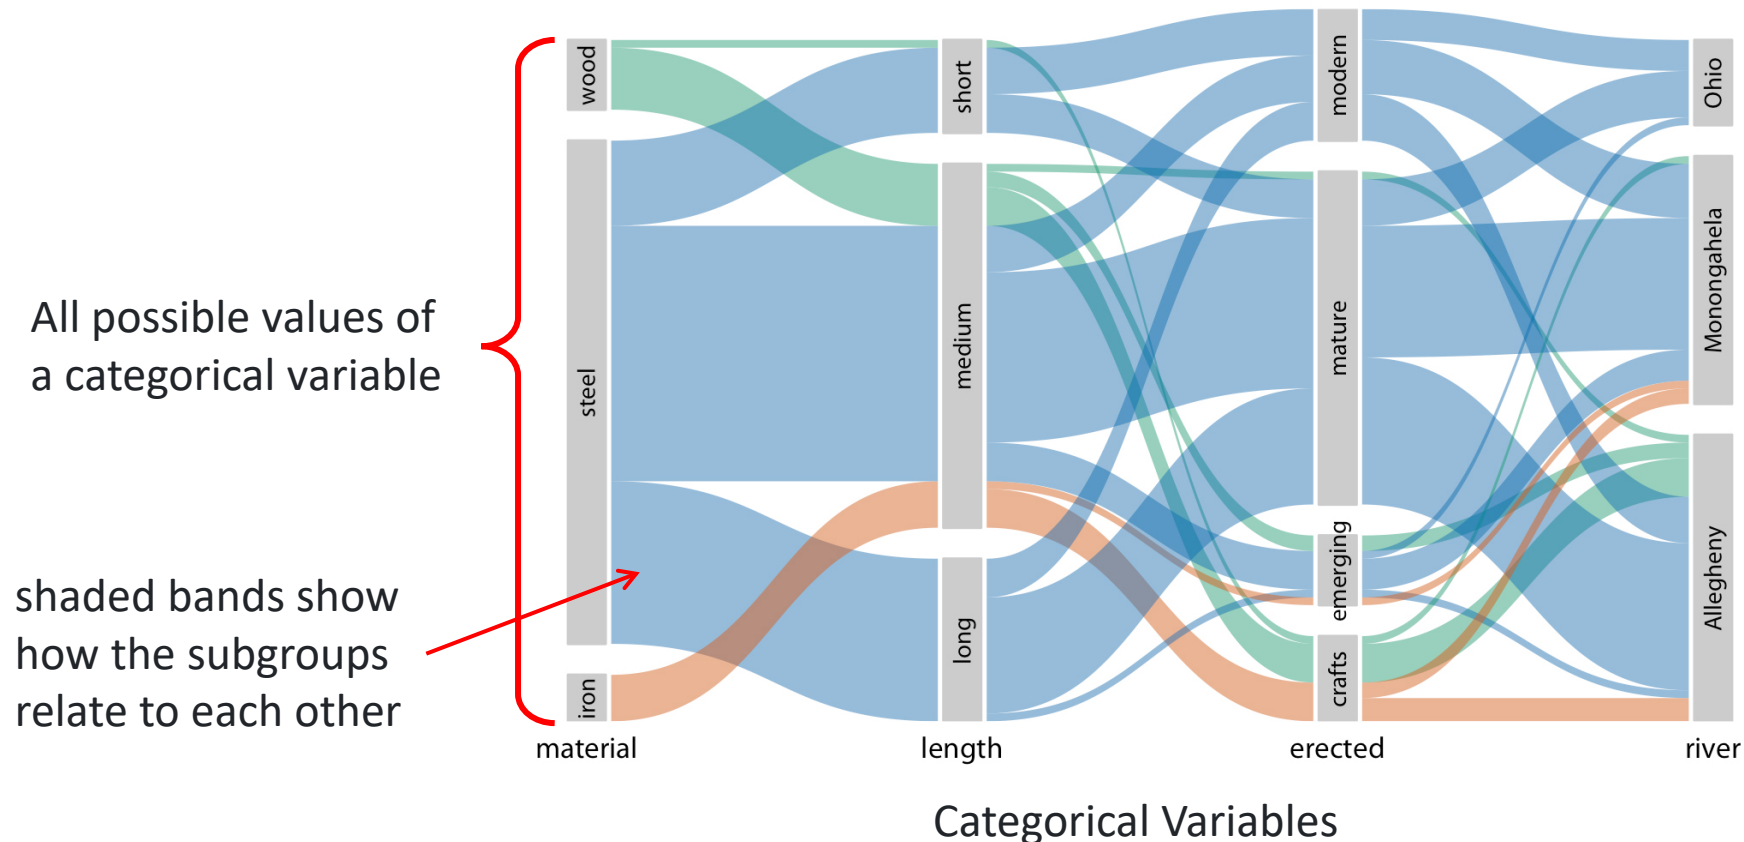 All possible values of
a categorical variable
shaded bands show
how the subgroups
relate to each other
wood
steel
iron
short
medium
long
modern
mature
emerging
crafts
Ohio
Monongahela
Allegheny
material
length
erected
river
Categorical Variables